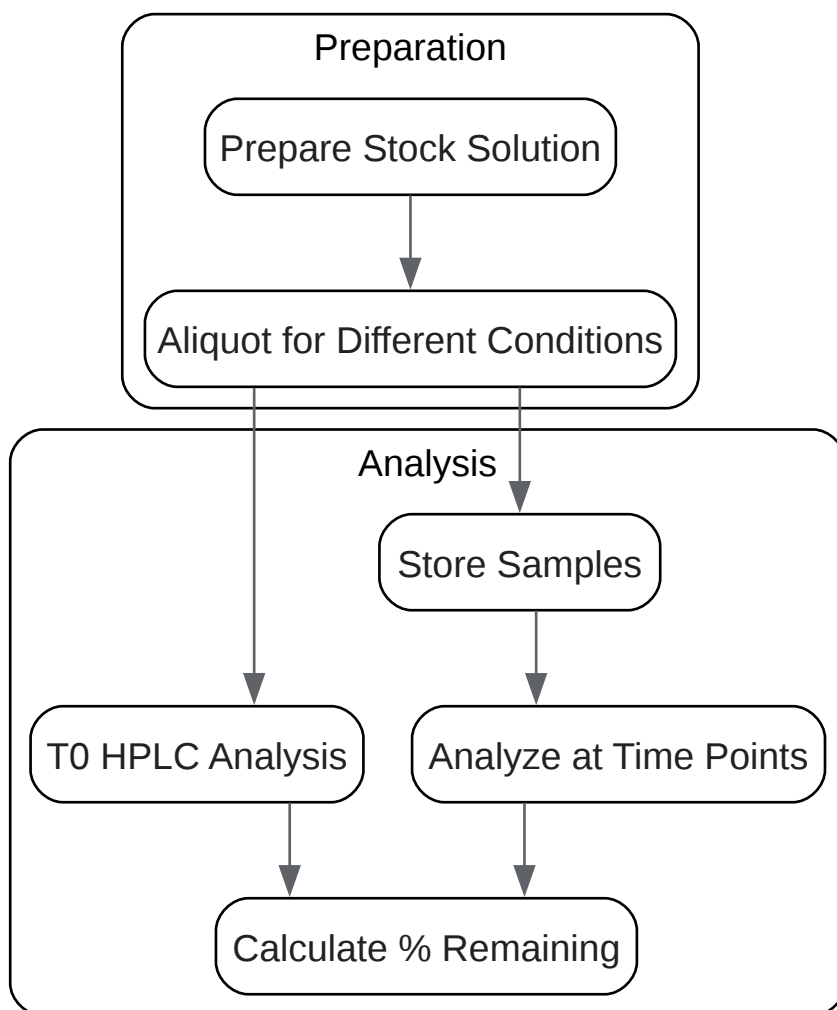 Preparation
Prepare Stock Solution
Aliquot for Different Conditions
Analysis
Store Samples
T0 HPLC Analysis
Analyze at Time Points
Calculate % Remaining